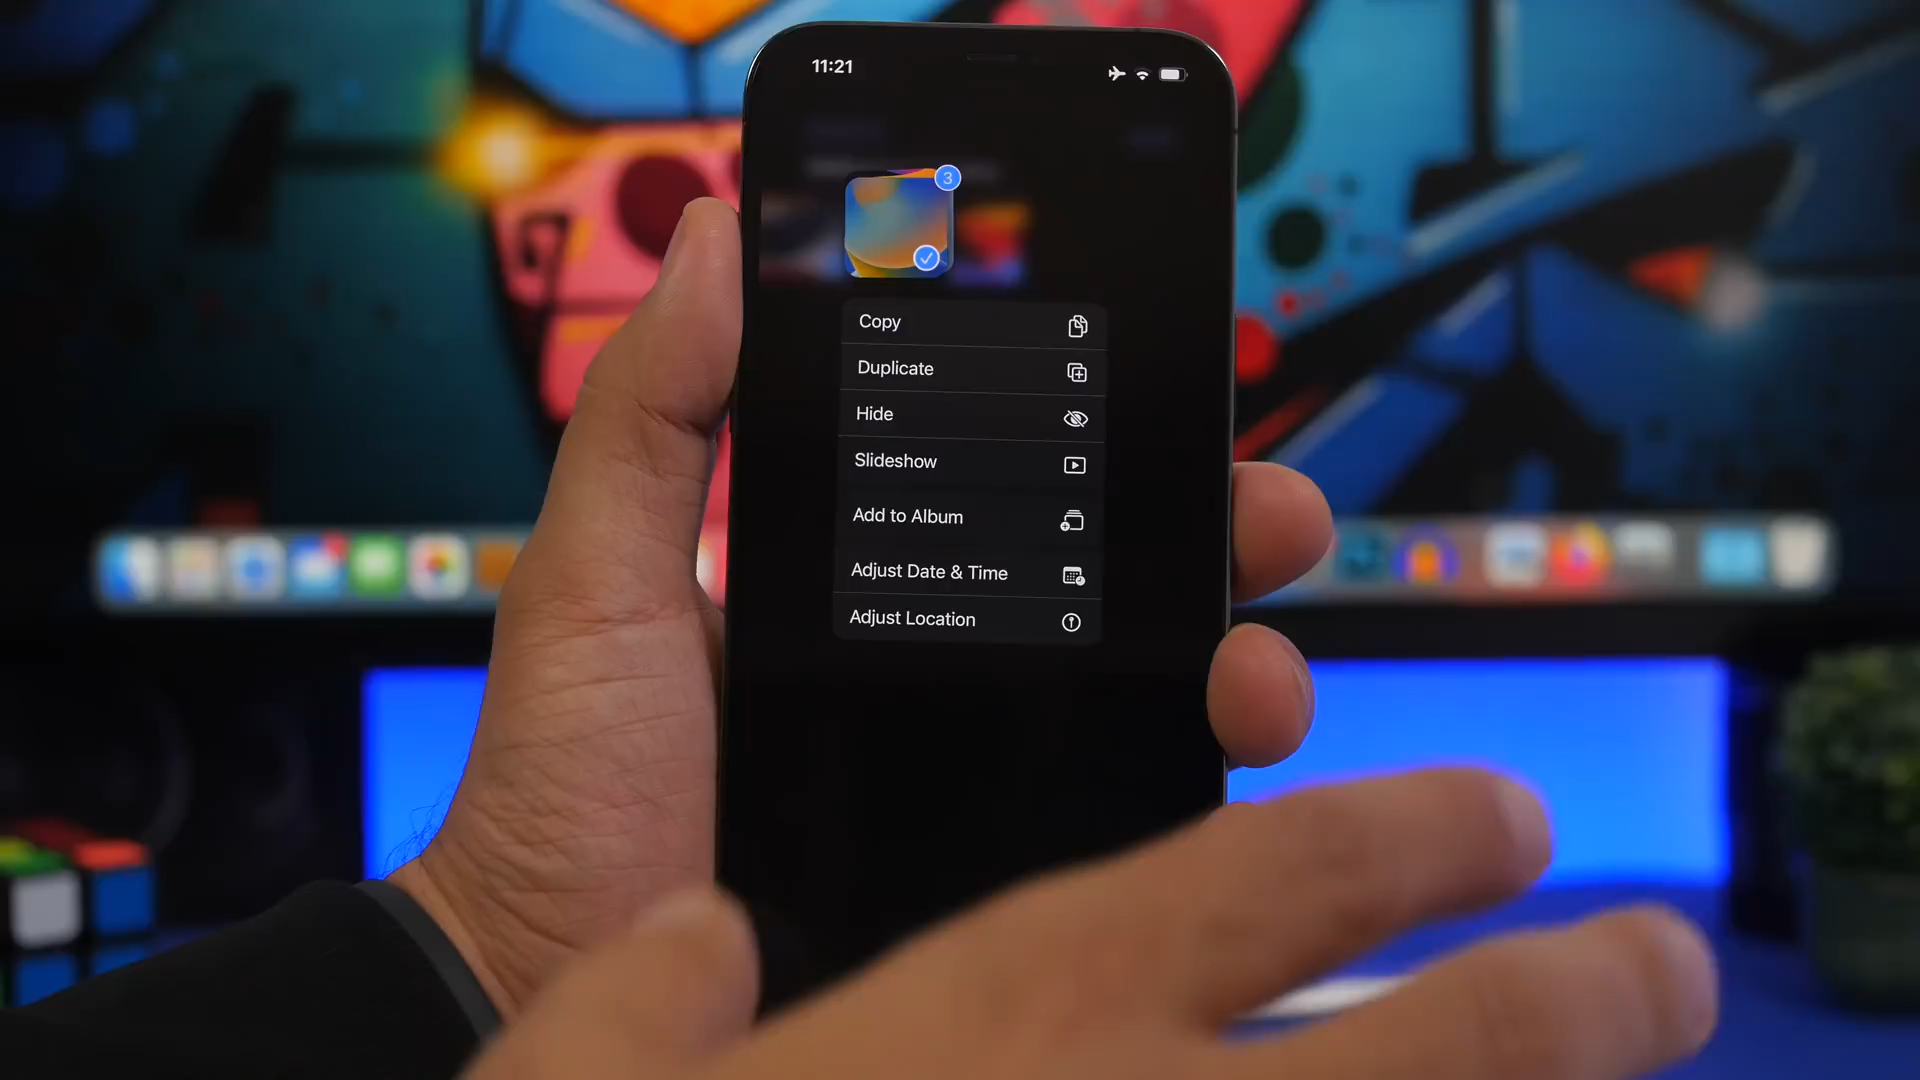 11:21
3
Copy
Duplicate
Hide
Slideshow
Add to Album
Adjust Date & Time
Adjust Location